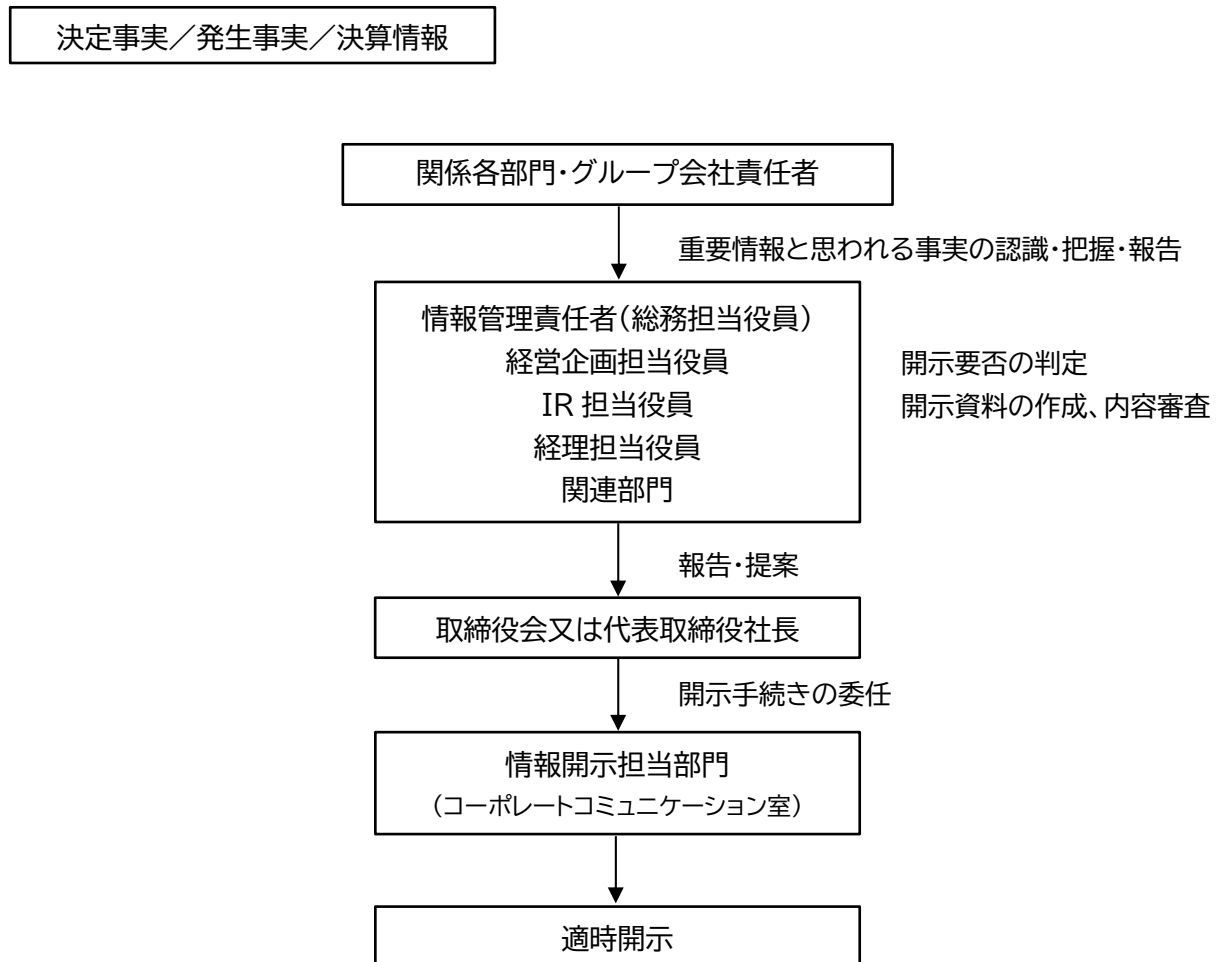 決定事実／発生事実／決算情報
関係各部門・グループ会社責任者
重要情報と思われる事実の認識・把握・報告
情報管理責任者（総務担当役員）
経営企画担当役員
IR 担当役員
経理担当役員
関連部門
開示要否の判定
開示資料の作成、内容審査
報告・提案
取締役会又は代表取締役社長
開示手続きの委任
情報開示担当部門
（コーポレートコミュニケーション室）
適時開示